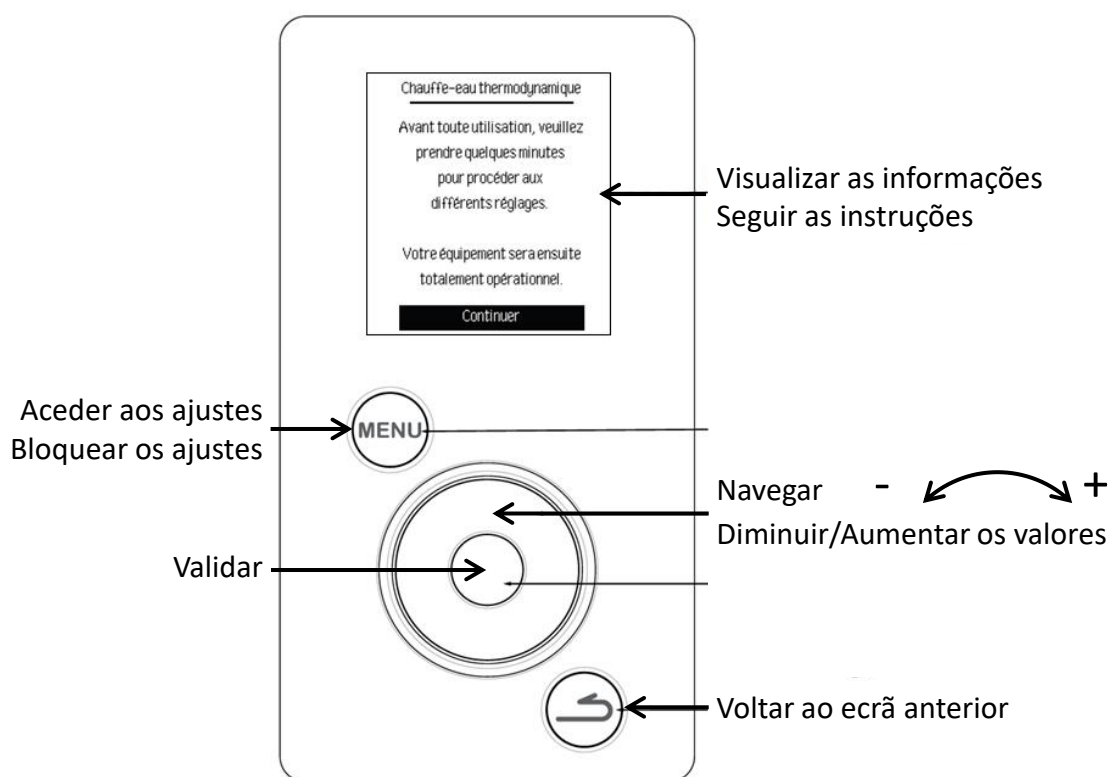 Chauffe-eau thermodynamique
Avant toute utilisation, veuillez
prendre quelques minutes
pour procéder aux
différents réglages.
Votre équipement sera ensuite
totalement opérationnel.
Continuer
Visualizar as informações
Seguir as instruções
Aceder aos ajustes
Bloquear os ajustes
MENU
Navegar - +
Diminuir/Aumentar os valores
Validar
Voltar ao ecrã anterior